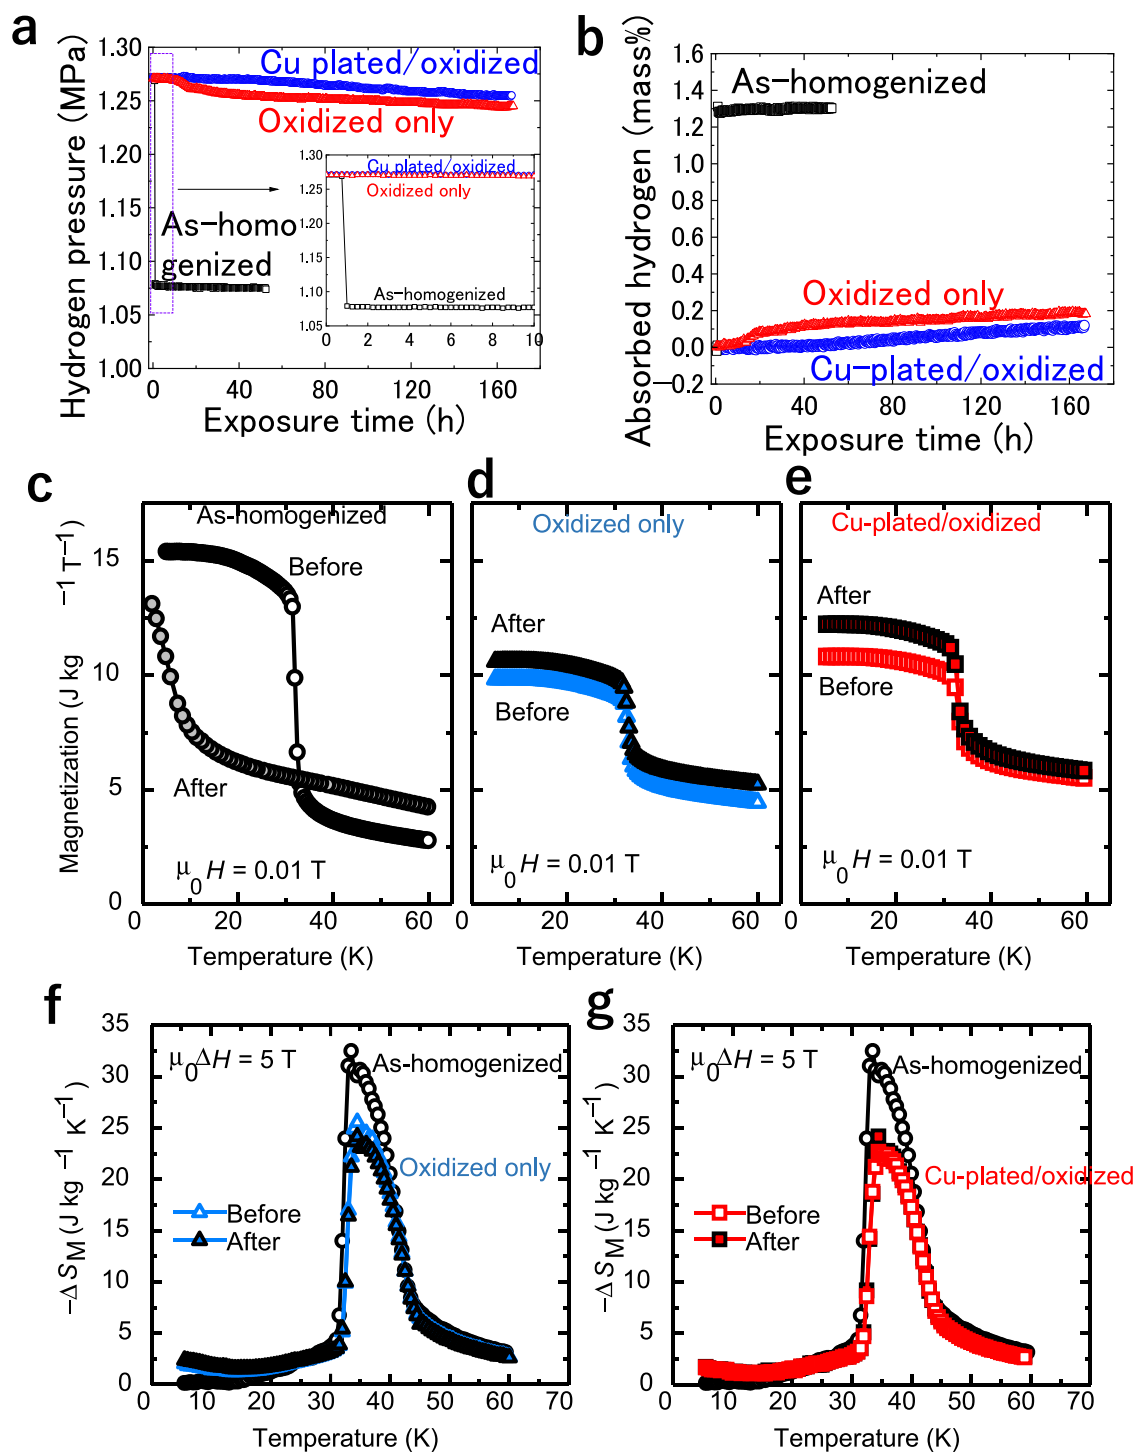 a
Hydrogen pressure (MPa)
1.30
1.25
1.20
1.15
1.10
1.05
1.00
Cu plated/oxidized
Oxidized only
As-homo
genized
1.30
1.25
1.20
1.15
1.10
1.05
Cu plated/oxidized
Oxidized only
As-homogenized
0 2 4 6 8 10
0 40 80 120 160
Exposure time (h)
b
Absorbed hydrogen (mass%)
1.6
1.4
1.2
1.0
0.8
0.6
0.4
0.2
0.0
-0.2
As-homogenized
Oxidized only
Cu-plated/oxidized
0 40 80 120 160
Exposure time (h)
c
Magnetization (J kg⁻¹T⁻¹)
15
10
5
0
As-homogenized
Before
After
μ0 H = 0.01 T
0 20 40 60
Temperature (K)
d
Oxidized only
After
Before
μ0 H = 0.01 T
0 20 40 60
Temperature (K)
e
Cu-plated/oxidized
After
Before
μ0 H = 0.01 T
0 20 40 60
Temperature (K)
f
−ΔSM (J kg⁻¹ K⁻¹)
35
30
25
20
15
10
5
0
μ0ΔH = 5 T
As-homogenized
Oxidized only
Before
After
0 10 20 30 40 50 60 70
Temperature (K)
g
−ΔSM (J kg⁻¹ K⁻¹)
35
30
25
20
15
10
5
0
μ0ΔH = 5 T
As-homogenized
Cu-plated/oxidized
Before
After
0 10 20 30 40 50 60 70
Temperature (K)